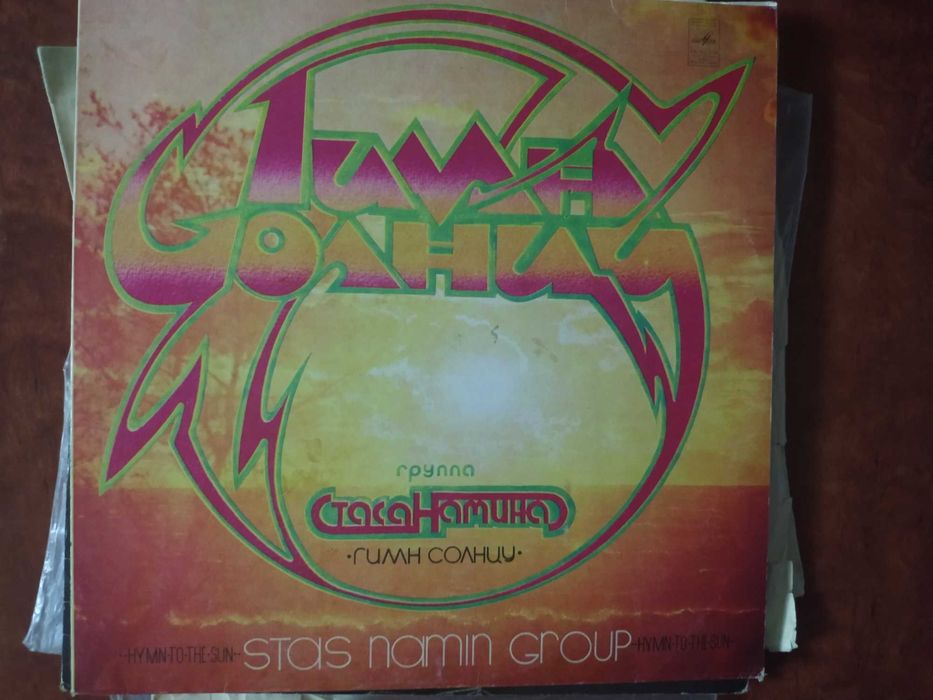 Гимн
Солнцу
группа
Стаса Намина
•ГИМН СОЛНЦУ•
-HYMN-TO-THE-SUN- STAS NAMIN GROUP -HYMN-TO-THE-SUN-